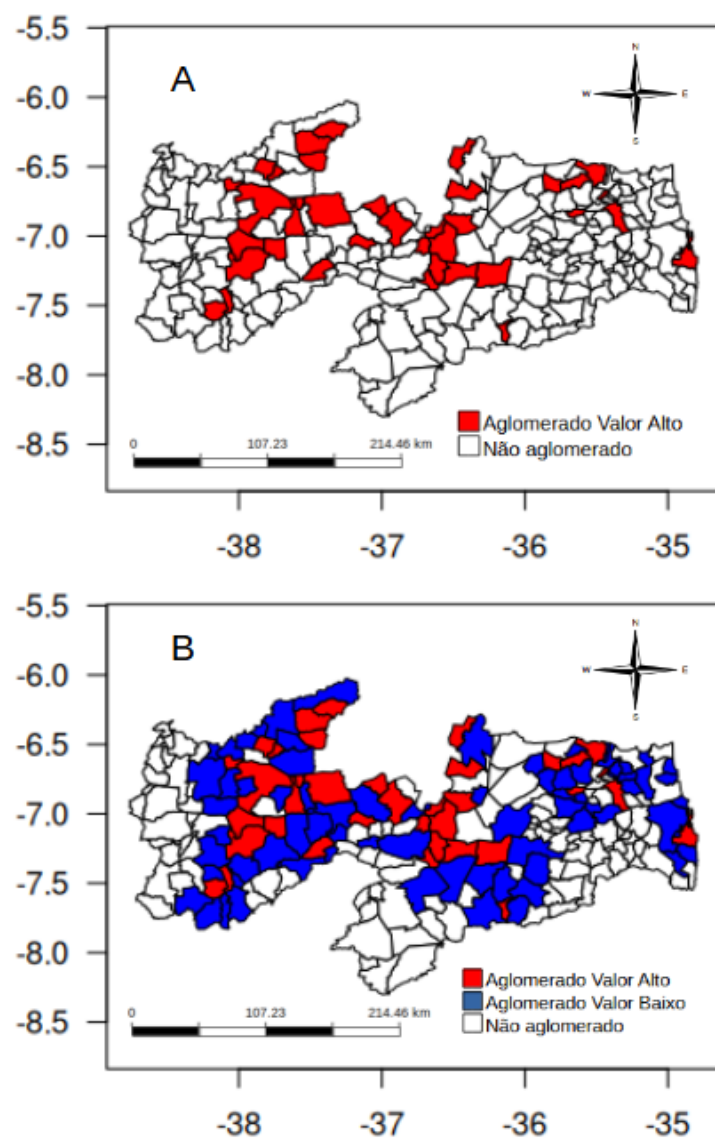 -5.5
A
N
-6.0
W E
S
-6.5
-7.0
-7.5
-8.0
Aglomerado Valor Alto
0 107.23 214.46 km
Não aglomerado
-8.5
-38 -37 -36 -35
-5.5
B
N
-6.0
W E
S
-6.5
-7.0
-7.5
-8.0
Aglomerado Valor Alto
Aglomerado Valor Baixo
0 107.23 214.46 km
Não aglomerado
-8.5
-38 -37 -36 -35